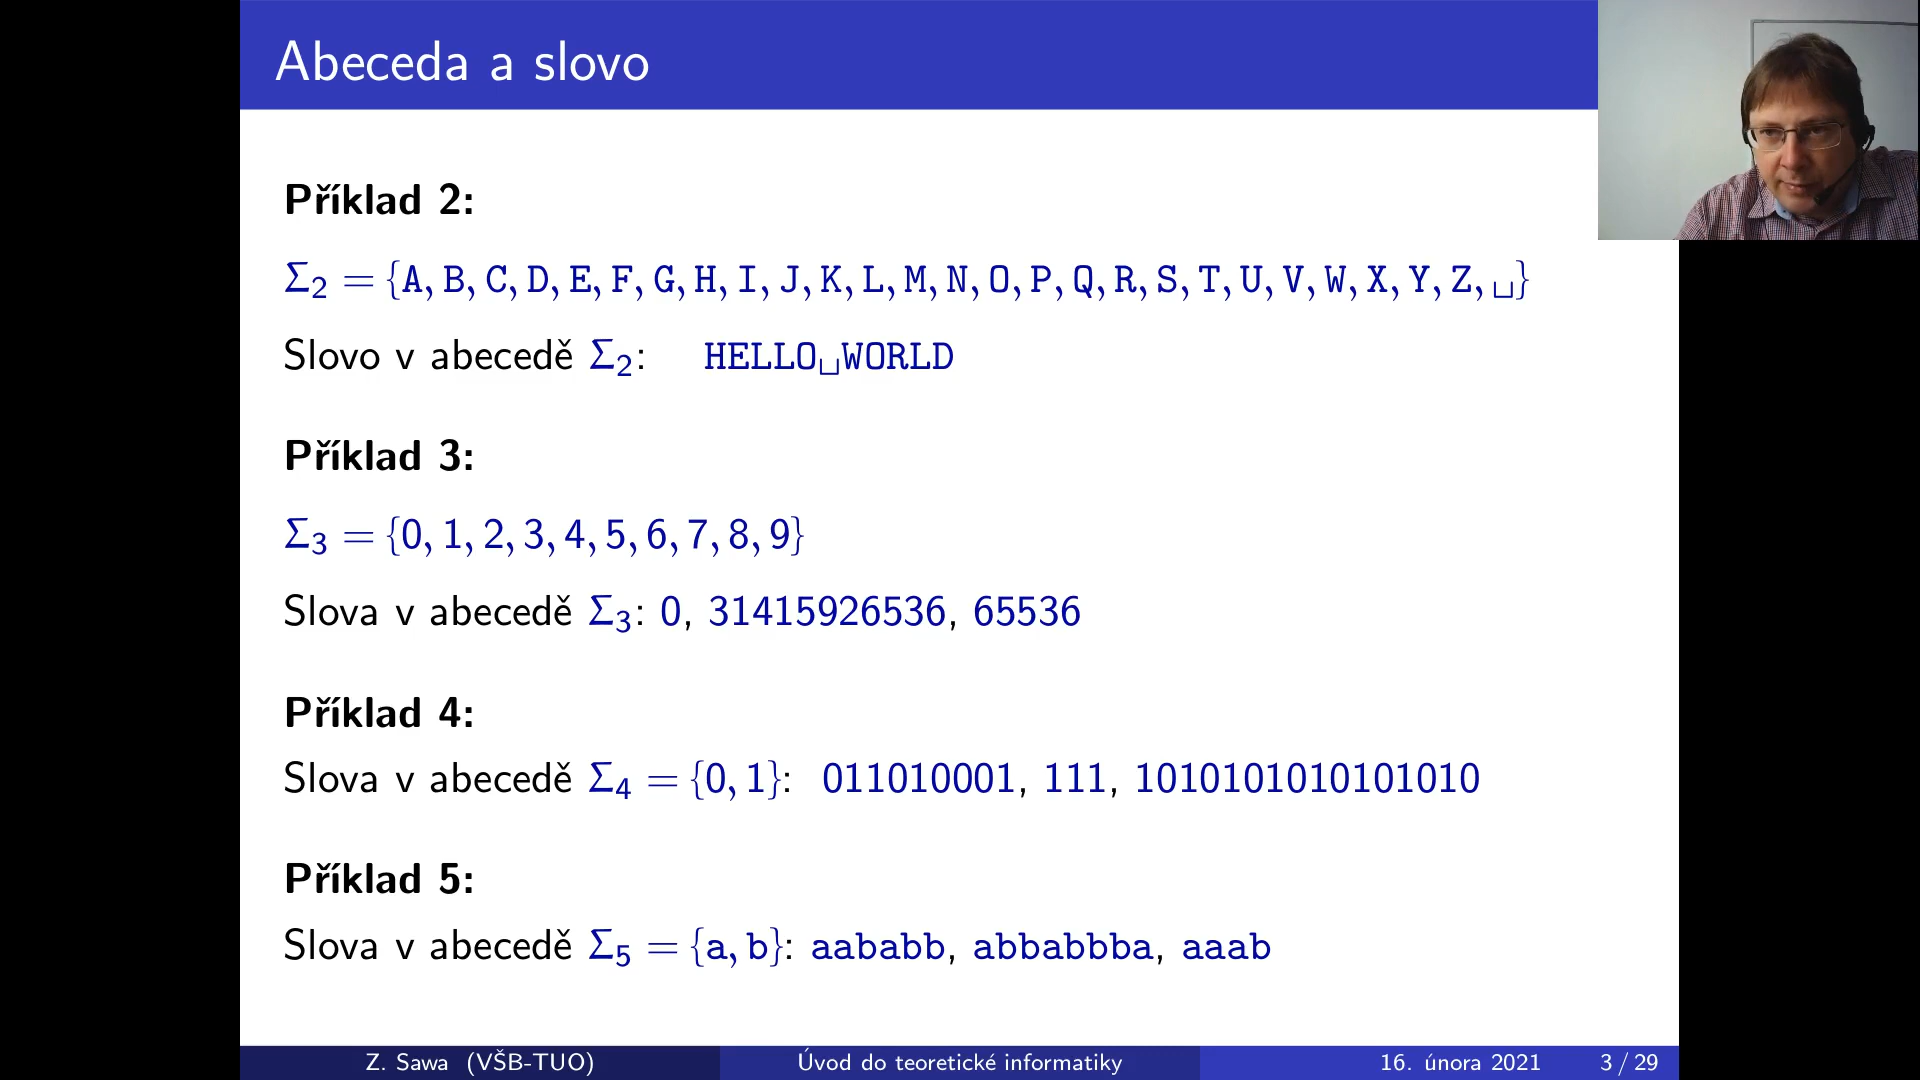 Abeceda a slovo
Příklad 2:
Σ₂ = {A, B, C, D, E, F, G, H, I, J, K, L, M, N, O, P, Q, R, S, T, U, V, W, X, Y, Z, ␣}
Slovo v abecedě Σ₂: HELLO␣WORLD
Příklad 3:
Σ₃ = {0, 1, 2, 3, 4, 5, 6, 7, 8, 9}
Slova v abecedě Σ₃: 0, 31415926536, 65536
Příklad 4:
Slova v abecedě Σ₄ = {0, 1}: 011010001, 111, 1010101010101010
Příklad 5:
Slova v abecedě Σ₅ = {a, b}: aababb, abbabbba, aaab
Z. Sawa (VŠB-TUO) Úvod do teoretické informatiky 16. února 2021 3 / 29